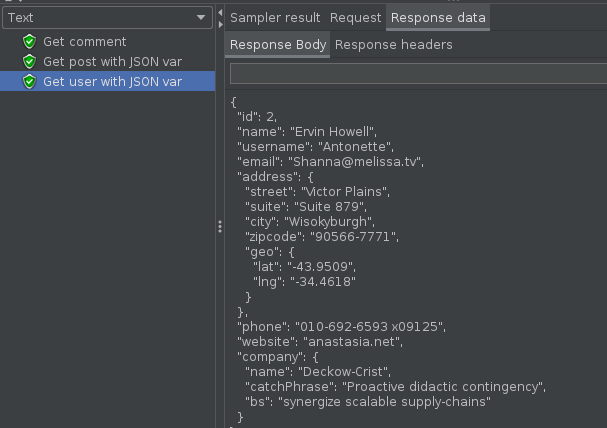 Text
Get comment
Get post with JSON var
Get user with JSON var
Sampler result Request Response data
Response Body Response headers
{
"id": 2,
"name": "Ervin Howell",
"username": "Antonette",
"email": "Shanna@melissa.tv",
"address": {
"street": "Victor Plains",
"suite": "Suite 879",
"city": "Wisokyburgh",
"zipcode": "90566-7771",
"geo": {
"lat": "-43.9509",
"lng": "-34.4618"
}
},
"phone": "010-692-6593 x09125",
"website": "anastasia.net",
"company": {
"name": "Deckow-Crist",
"catchPhrase": "Proactive didactic contingency",
"bs": "synergize scalable supply-chains"
}